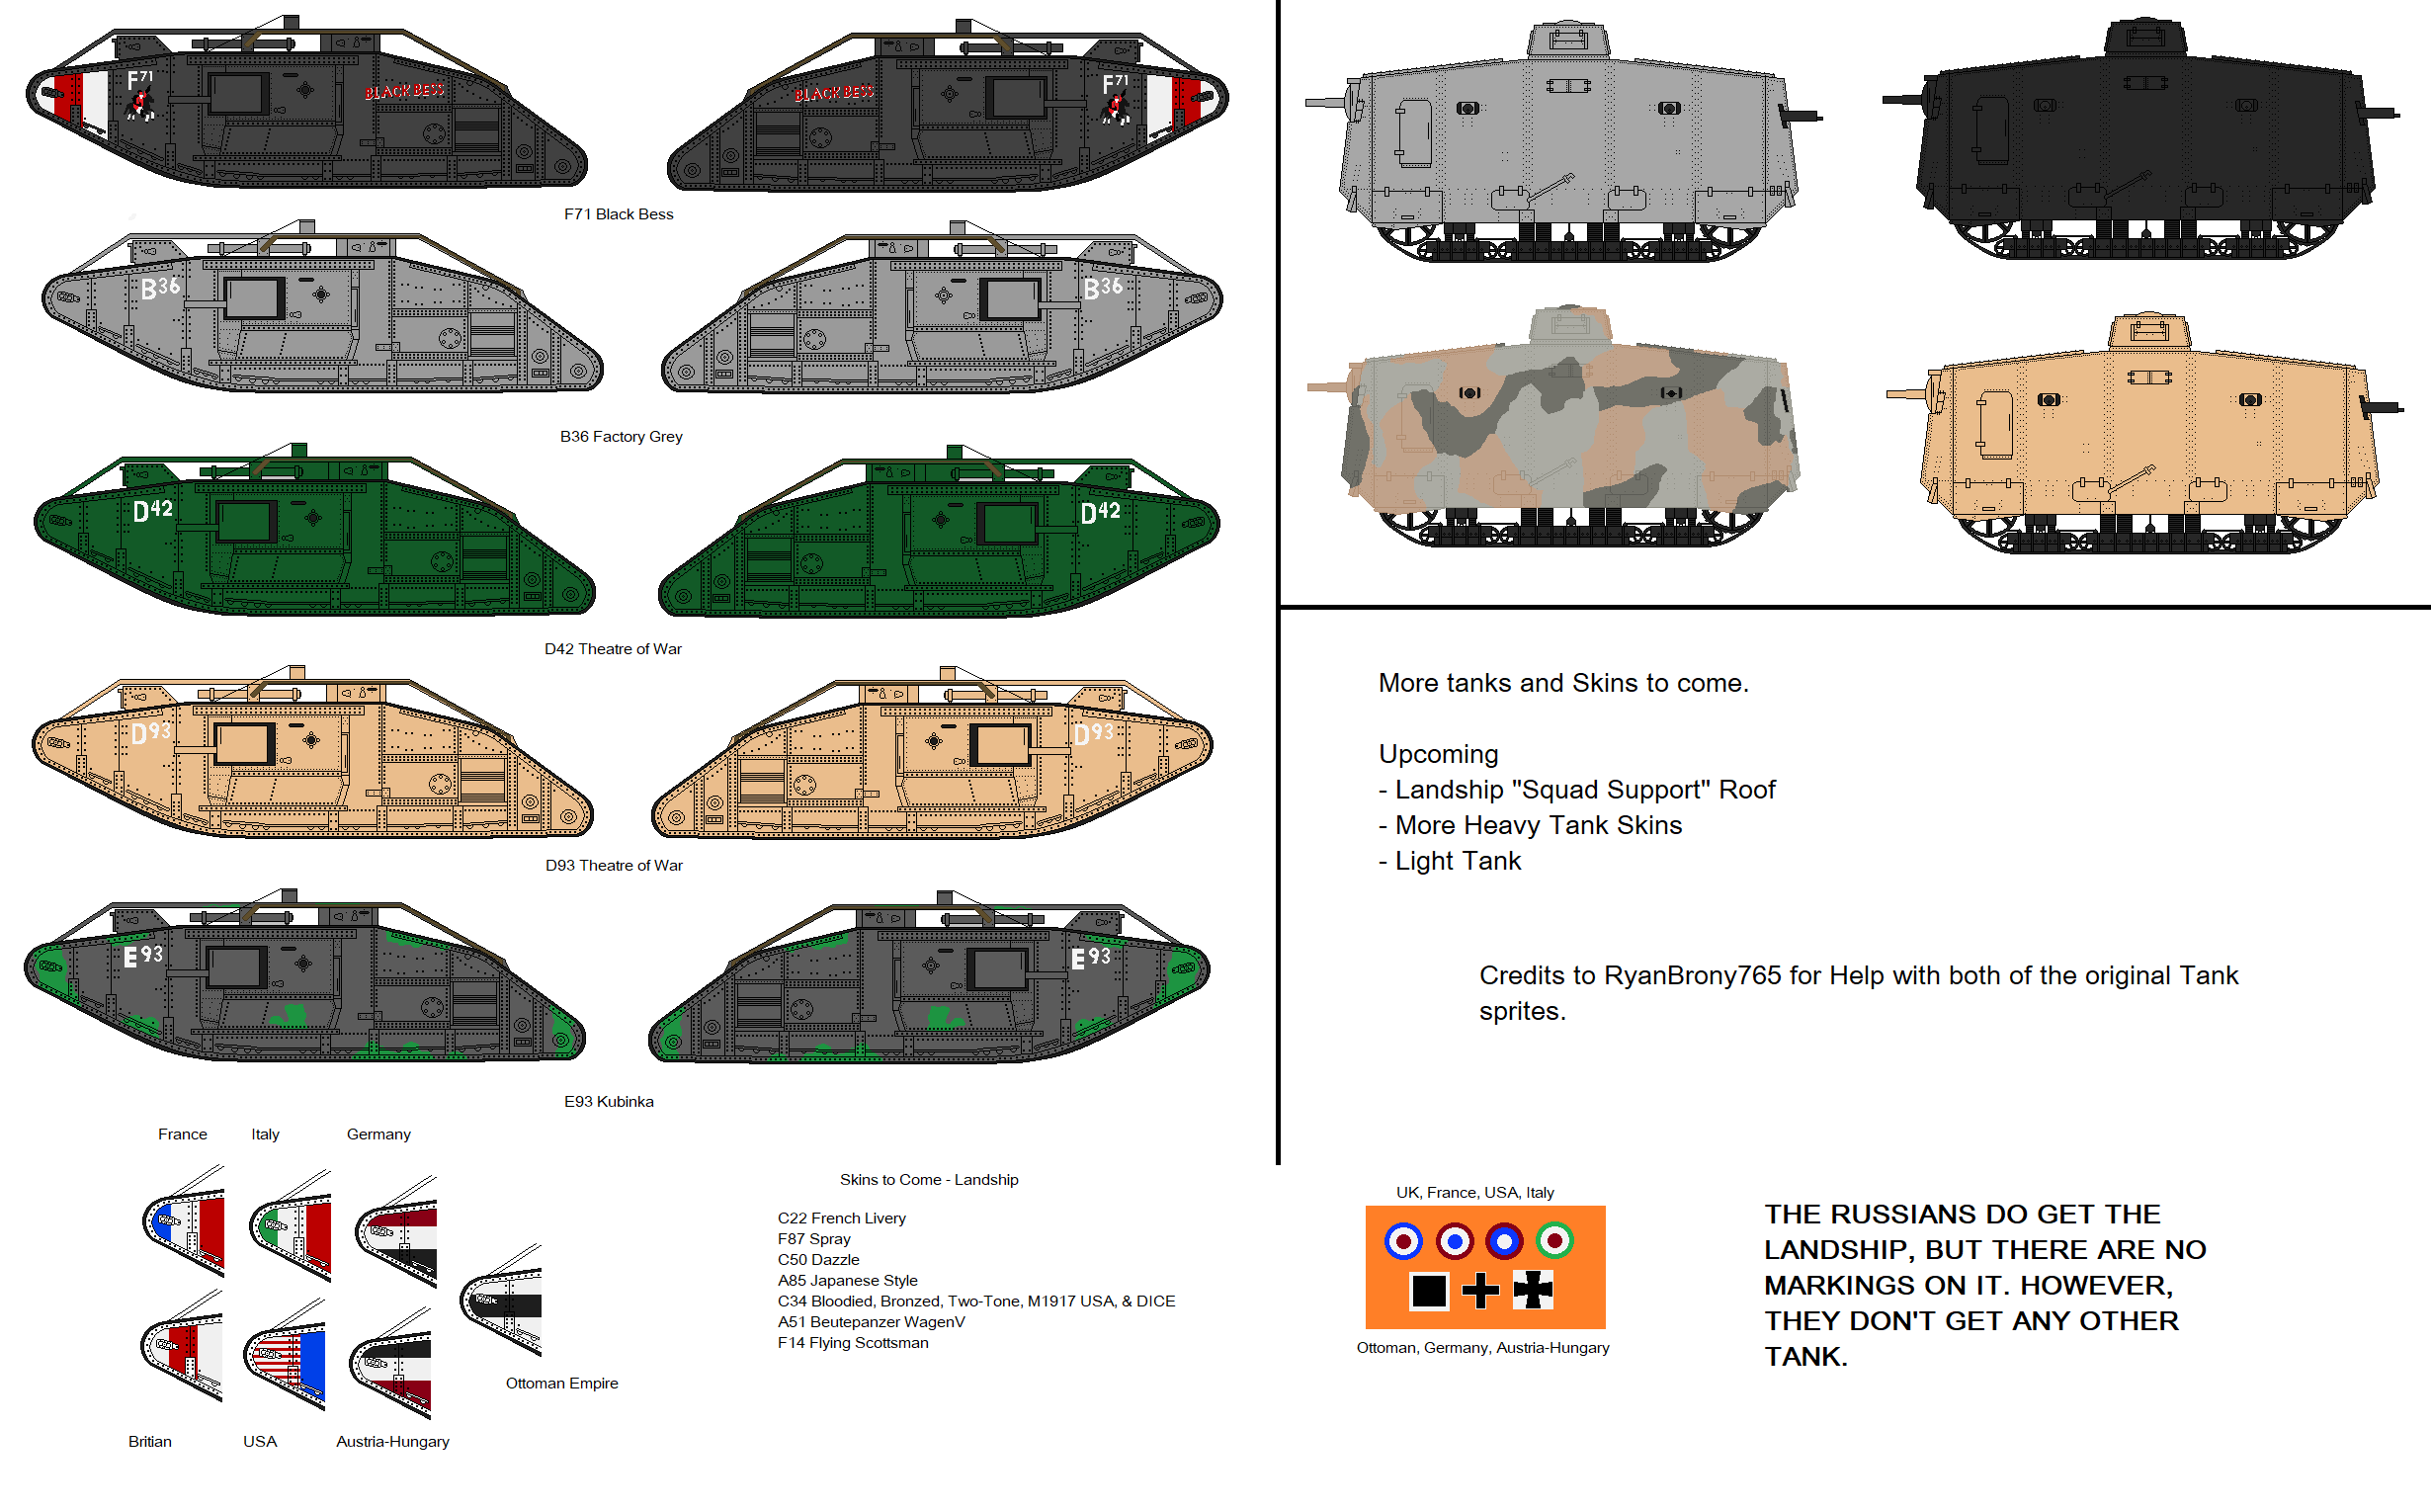 F71
BLACK BESS
BLACK BESS
F71
F71 Black Bess
B36
B36
B36 Factory Grey
D42
D42
D42 Theatre of War
D93
D93
D93 Theatre of War
E93
E93
E93 Kubinka
France
Italy
Germany
Ottoman Empire
Britian
USA
Austria-Hungary
Skins to Come - Landship
C22 French Livery
F87 Spray
C50 Dazzle
A85 Japanese Style
C34 Bloodied, Bronzed, Two-Tone, M1917 USA, & DICE
A51 Beutepanzer WagenV
F14 Flying Scottsman
More tanks and Skins to come.
Upcoming
- Landship "Squad Support" Roof
- More Heavy Tank Skins
- Light Tank
Credits to RyanBrony765 for Help with both of the original Tank
sprites.
UK, France, USA, Italy
Ottoman, Germany, Austria-Hungary
THE RUSSIANS DO GET THE
LANDSHIP, BUT THERE ARE NO
MARKINGS ON IT. HOWEVER,
THEY DON'T GET ANY OTHER
TANK.